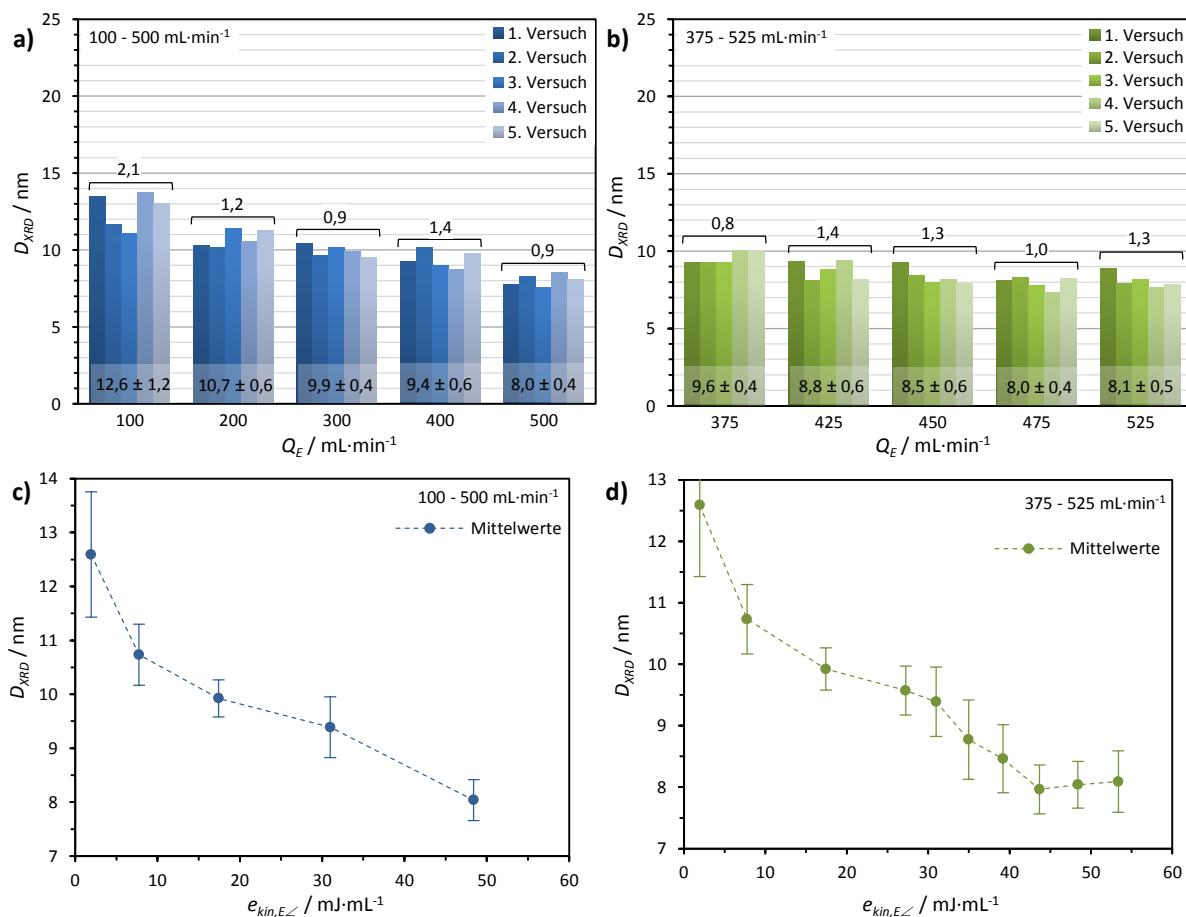 a)
100 - 500 mL·min⁻¹
1. Versuch
2. Versuch
3. Versuch
4. Versuch
5. Versuch
25
20
15
10
5
0
D_XRD / nm
2,1
1,2
0,9
1,4
0,9
12,6 ± 1,2
10,7 ± 0,6
9,9 ± 0,4
9,4 ± 0,6
8,0 ± 0,4
100 200 300 400 500
Q_E / mL·min⁻¹
b)
375 - 525 mL·min⁻¹
1. Versuch
2. Versuch
3. Versuch
4. Versuch
5. Versuch
25
20
15
10
5
0
D_XRD / nm
0,8
1,4
1,3
1,0
1,3
9,6 ± 0,4
8,8 ± 0,6
8,5 ± 0,6
8,0 ± 0,4
8,1 ± 0,5
375 425 450 475 525
Q_E / mL·min⁻¹
c)
100 - 500 mL·min⁻¹
Mittelwerte
14
13
12
11
10
9
8
7
D_XRD / nm
0 10 20 30 40 50 60
e_kin,E∠ / mJ·mL⁻¹
d)
375 - 525 mL·min⁻¹
Mittelwerte
13
12
11
10
9
8
7
D_XRD / nm
0 10 20 30 40 50 60
e_kin,E∠ / mJ·mL⁻¹